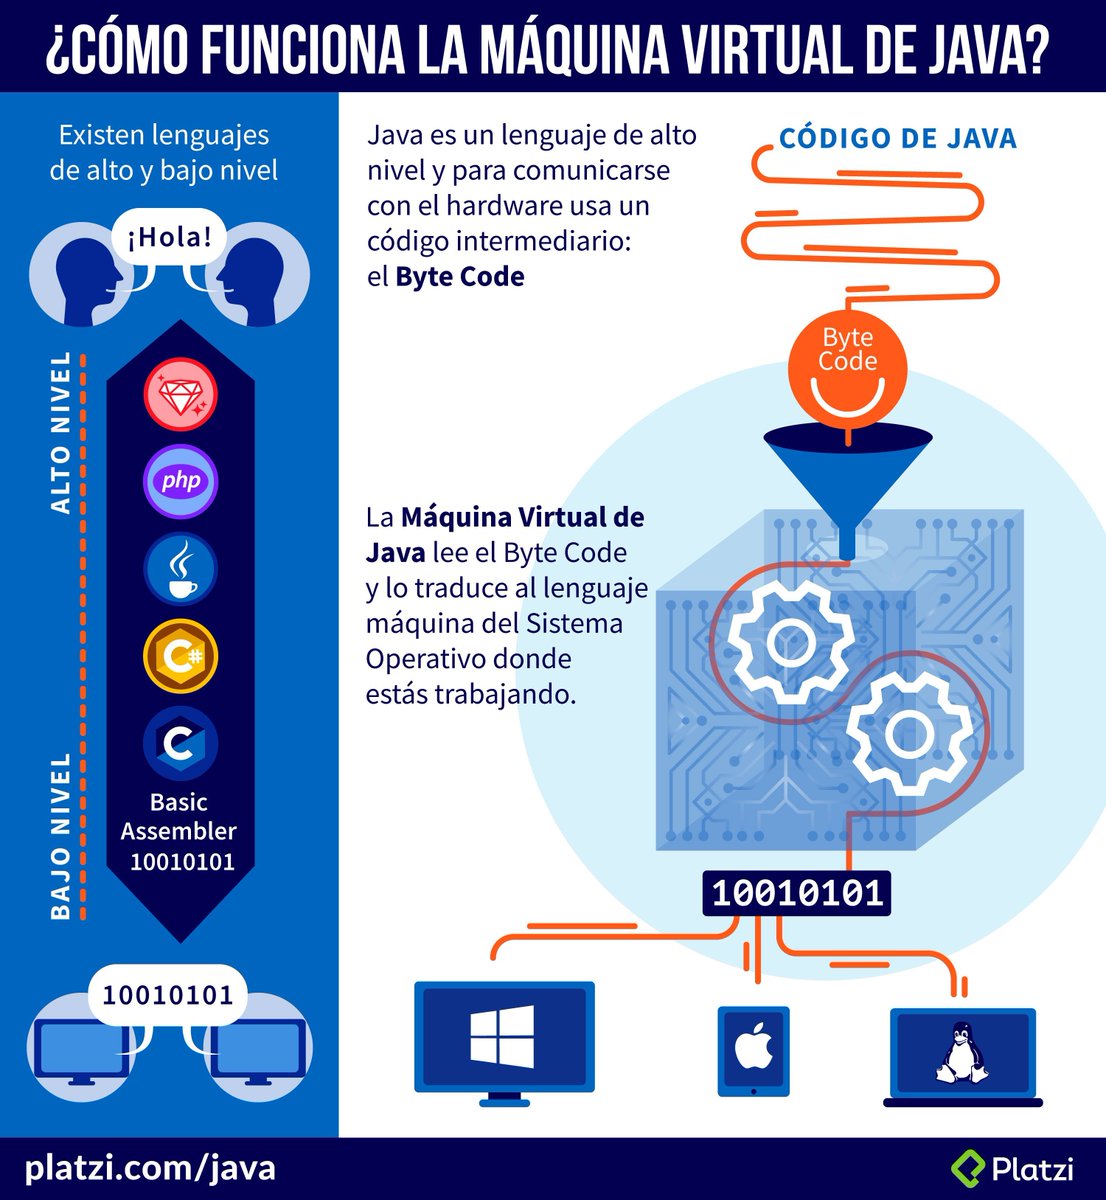 ¿CÓMO FUNCIONA LA MÁQUINA VIRTUAL DE JAVA?
Existen lenguajes
de alto y bajo nivel
¡Hola!
ALTO NIVEL
php
C#
C
Basic
Assembler
10010101
BAJO NIVEL
10010101
Java es un lenguaje de alto
nivel y para comunicarse
con el hardware usa un
código intermediario:
el Byte Code
CÓDIGO DE JAVA
Byte
Code
La Máquina Virtual de
Java lee el Byte Code
y lo traduce al lenguaje
máquina del Sistema
Operativo donde
estás trabajando.
10010101
platzi.com/java
Platzi